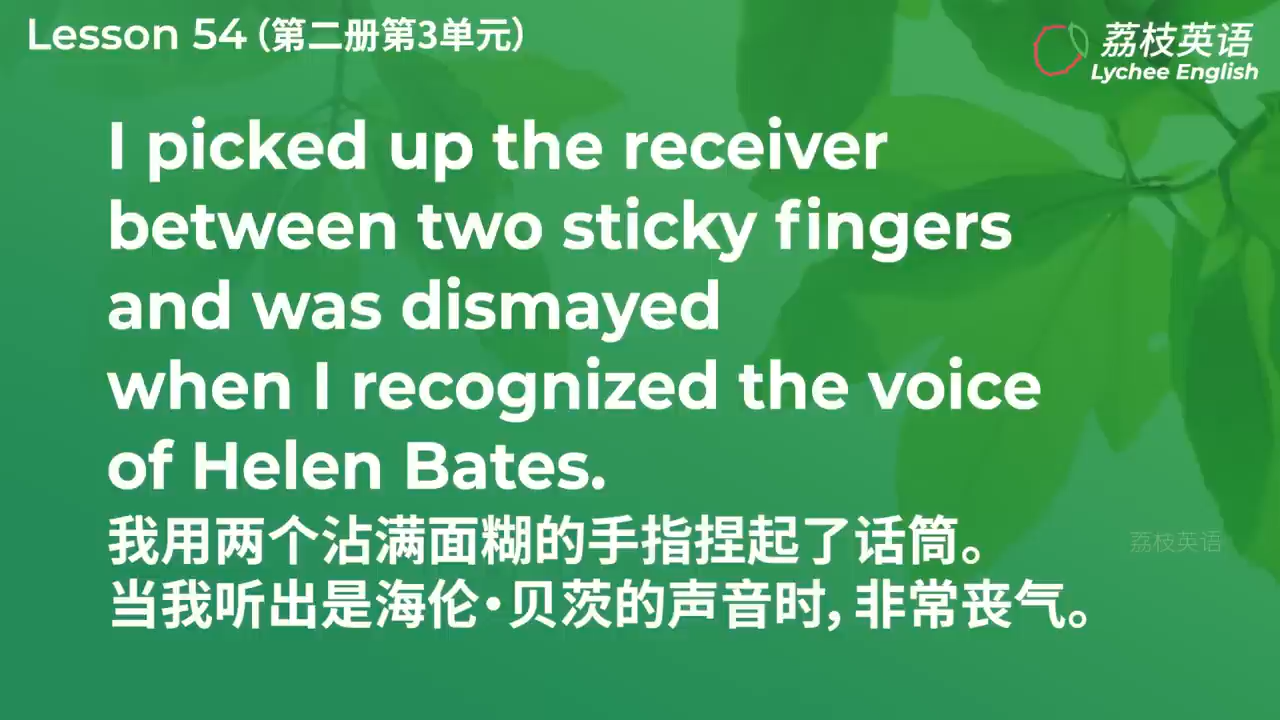 Lesson 54（第二册第3单元）
荔枝英语
Lychee English
I picked up the receiver
between two sticky fingers
and was dismayed
when I recognized the voice
of Helen Bates.
我用两个沾满面糊的手指捏起了话筒。
荔枝英语
当我听出是海伦·贝茨的声音时，非常丧气。